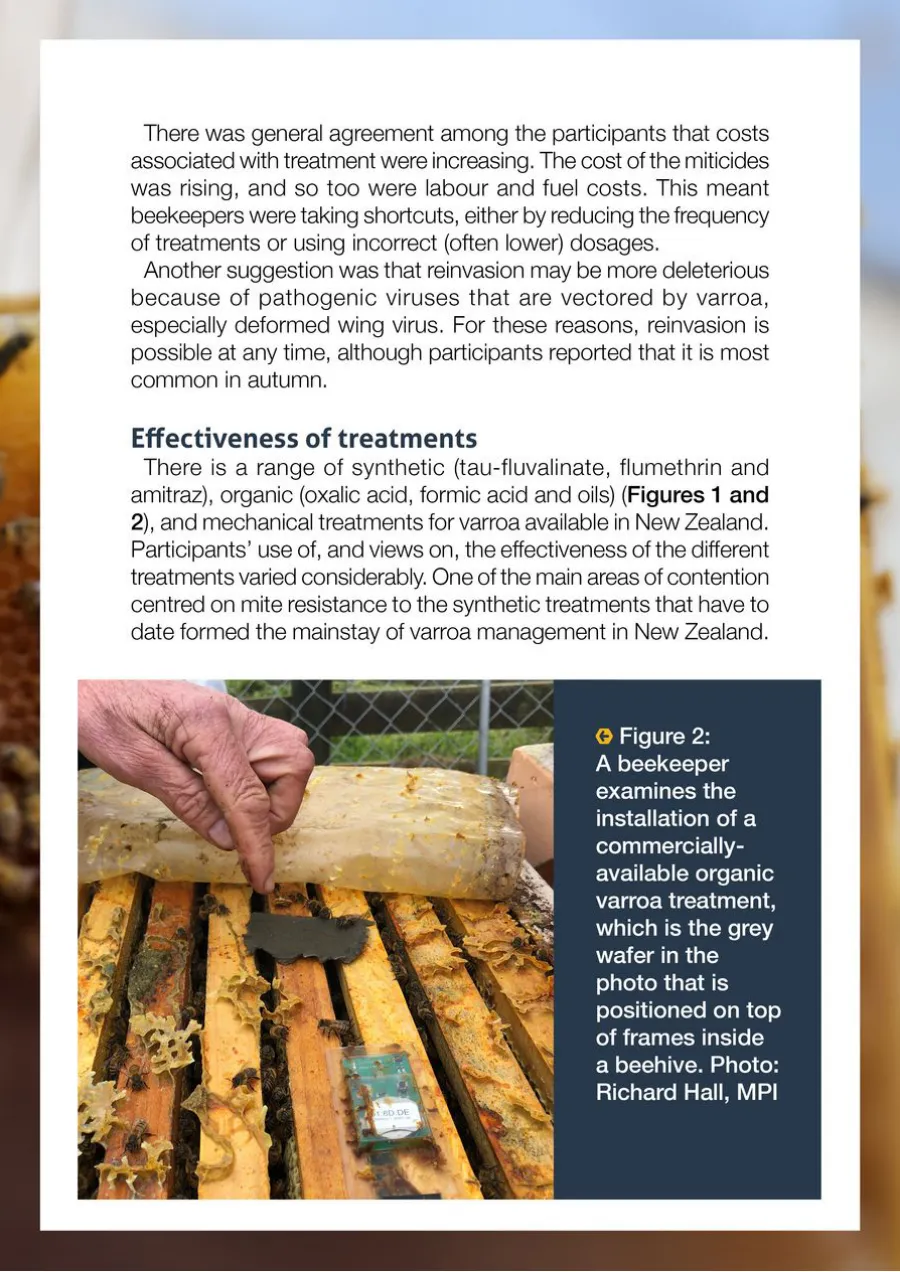 There was general agreement among the participants that costs
associated with treatment were increasing. The cost of the miticides
was rising, and so too were labour and fuel costs. This meant
beekeepers were taking shortcuts, either by reducing the frequency
of treatments or using incorrect (often lower) dosages.
Another suggestion was that reinvasion may be more deleterious
because of pathogenic viruses that are vectored by varroa,
especially deformed wing virus. For these reasons, reinvasion is
possible at any time, although participants reported that it is most
common in autumn.
Effectiveness of treatments
There is a range of synthetic (tau-fluvalinate, flumethrin and
amitraz), organic (oxalic acid, formic acid and oils) (Figures 1 and
2), and mechanical treatments for varroa available in New Zealand.
Participants’ use of, and views on, the effectiveness of the different
treatments varied considerably. One of the main areas of contention
centred on mite resistance to the synthetic treatments that have to
date formed the mainstay of varroa management in New Zealand.
Figure 2:
A beekeeper
examines the
installation of a
commercially-
available organic
varroa treatment,
which is the grey
wafer in the
photo that is
positioned on top
of frames inside
a beehive. Photo:
Richard Hall, MPI